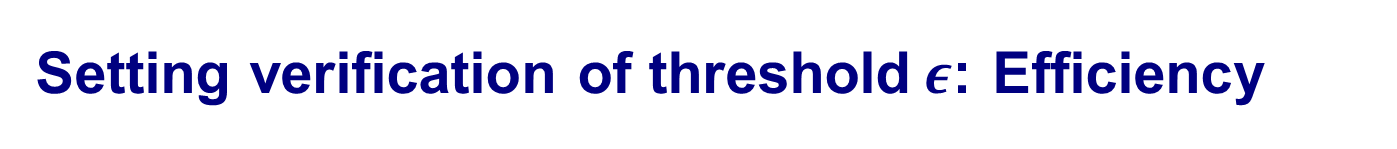 Setting verification of threshold ϵ: Efficiency